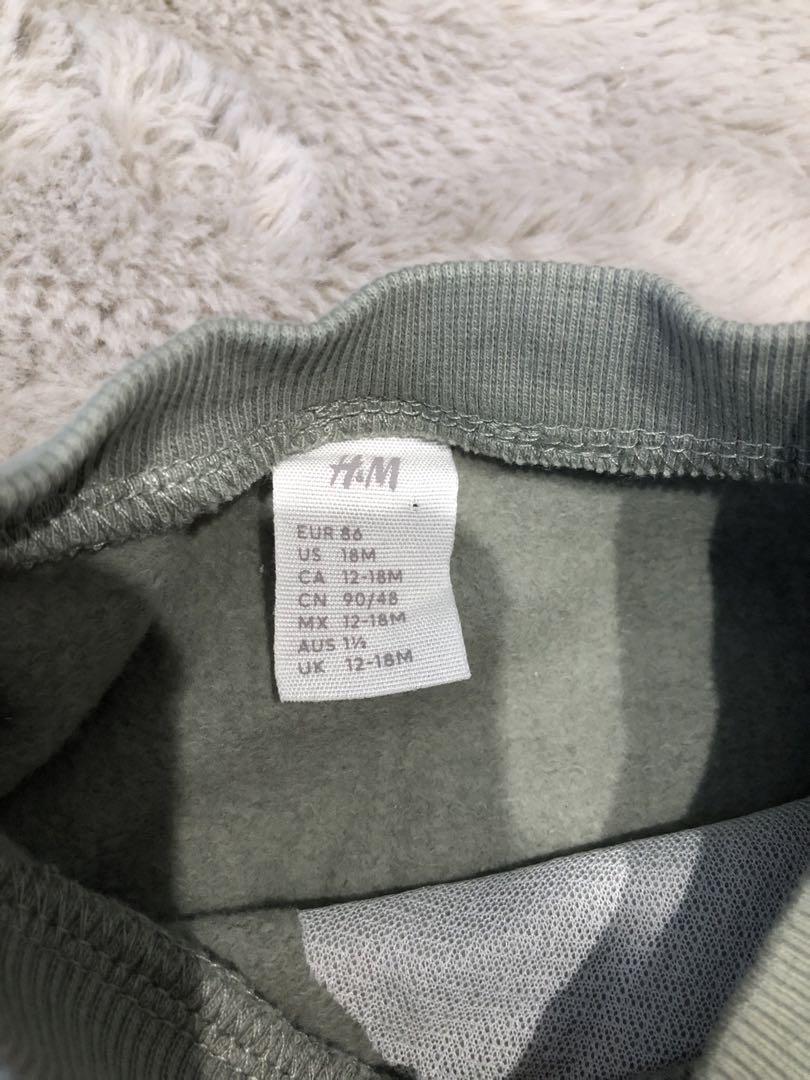 H&M
EUR 86
US 18M
CA 12-18M
CN 90/48
MX 12-18M
AUS 1½
UK 12-18M